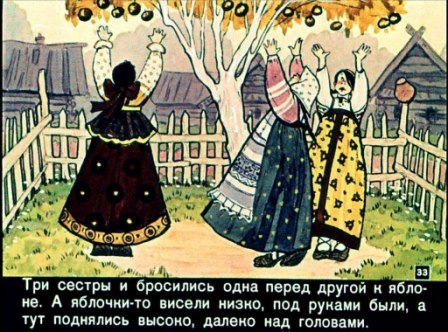 33
Три сестры и бросились одна перед другой к ябло-
не. А яблочки-то висели низко, под руками были, а
тут поднялись высоко, далеко над головами.